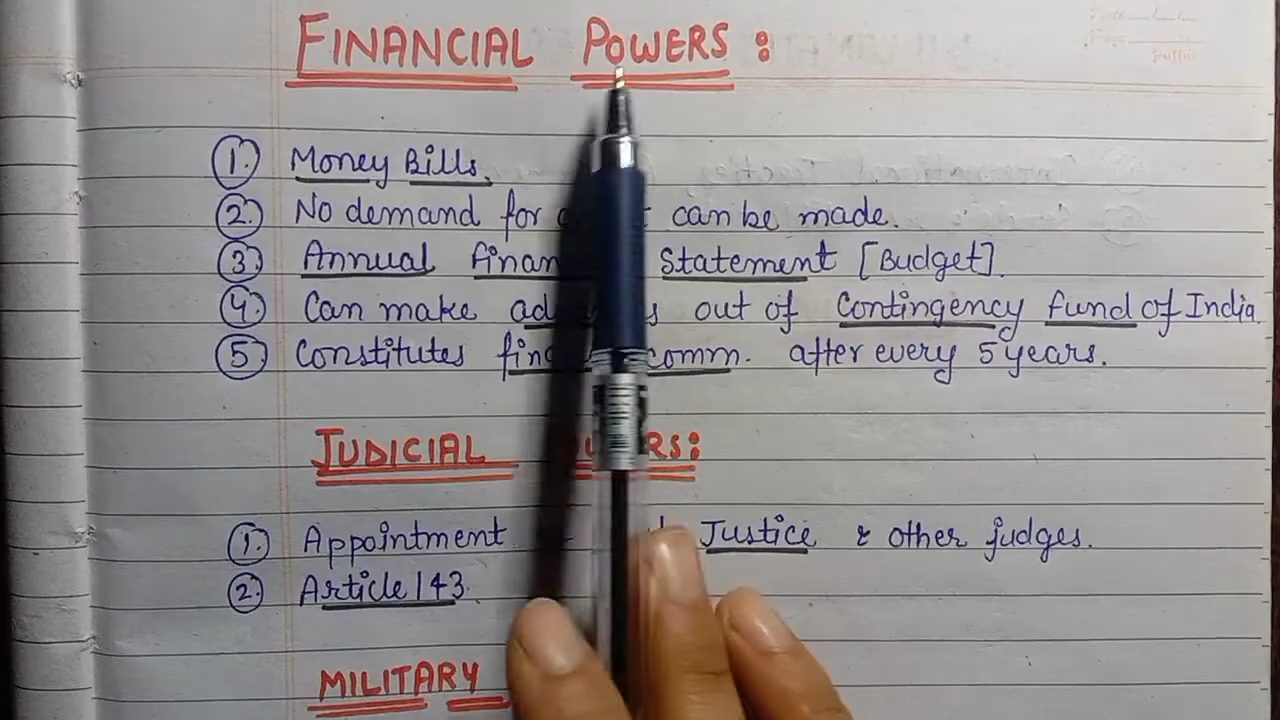 FINANCIAL POWERS :
1. Money Bills.
2. No demand for can be made.
3. Annual Statement [Budget].
4. Can make out of Contingency fund of India.
5. Constitutes comm. after every 5 years.
JUDICIAL
1. Appointment Justice & other judges.
2. Article 143.
MILITARY